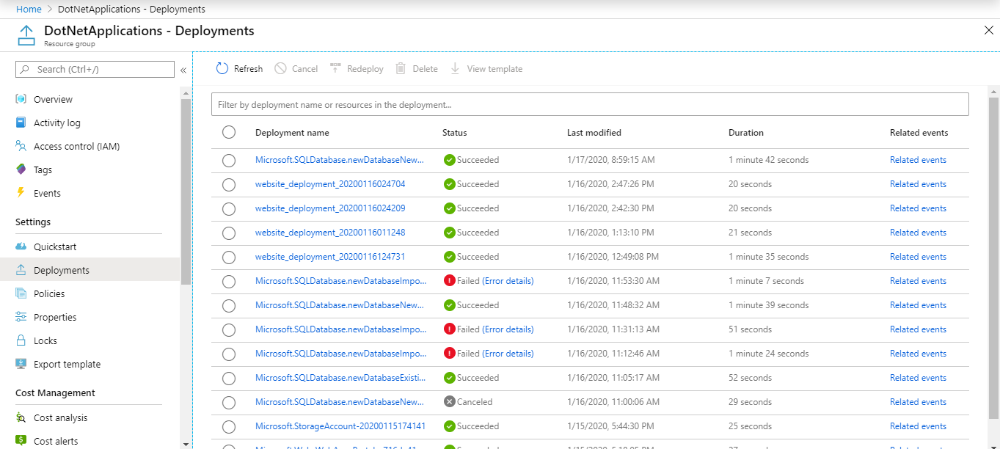 Home > DotNetApplications - Deployments
DotNetApplications - Deployments
Resource group
Search (Ctrl+/)
«
Overview
Activity log
Access control (IAM)
Tags
Events
Settings
Quickstart
Deployments
Policies
Properties
Locks
Export template
Cost Management
Cost analysis
Cost alerts
Refresh Cancel Redeploy Delete View template
Filter by deployment name or resources in the deployment...
Deployment name Status Last modified Duration Related events
Microsoft.SQLDatabase.newDatabaseNew... Succeeded 1/17/2020, 8:59:15 AM 1 minute 42 seconds Related events
website_deployment_20200116024704 Succeeded 1/16/2020, 2:47:26 PM 20 seconds Related events
website_deployment_20200116024209 Succeeded 1/16/2020, 2:42:30 PM 20 seconds Related events
website_deployment_20200116011248 Succeeded 1/16/2020, 1:13:10 PM 21 seconds Related events
website_deployment_20200116124731 Succeeded 1/16/2020, 12:49:08 PM 1 minute 35 seconds Related events
Microsoft.SQLDatabase.newDatabaseImpo... Failed (Error details) 1/16/2020, 11:53:30 AM 1 minute 7 seconds Related events
Microsoft.SQLDatabase.newDatabaseNew... Succeeded 1/16/2020, 11:48:32 AM 1 minute 39 seconds Related events
Microsoft.SQLDatabase.newDatabaseImpo... Failed (Error details) 1/16/2020, 11:31:13 AM 51 seconds Related events
Microsoft.SQLDatabase.newDatabaseImpo... Failed (Error details) 1/16/2020, 11:12:46 AM 1 minute 24 seconds Related events
Microsoft.SQLDatabase.newDatabaseExisti... Succeeded 1/16/2020, 11:05:17 AM 52 seconds Related events
Microsoft.SQLDatabase.newDatabaseNew... Canceled 1/16/2020, 11:00:06 AM 29 seconds Related events
Microsoft.StorageAccount-20200115174141 Succeeded 1/15/2020, 5:44:30 PM 25 seconds Related events
Succeeded Related events